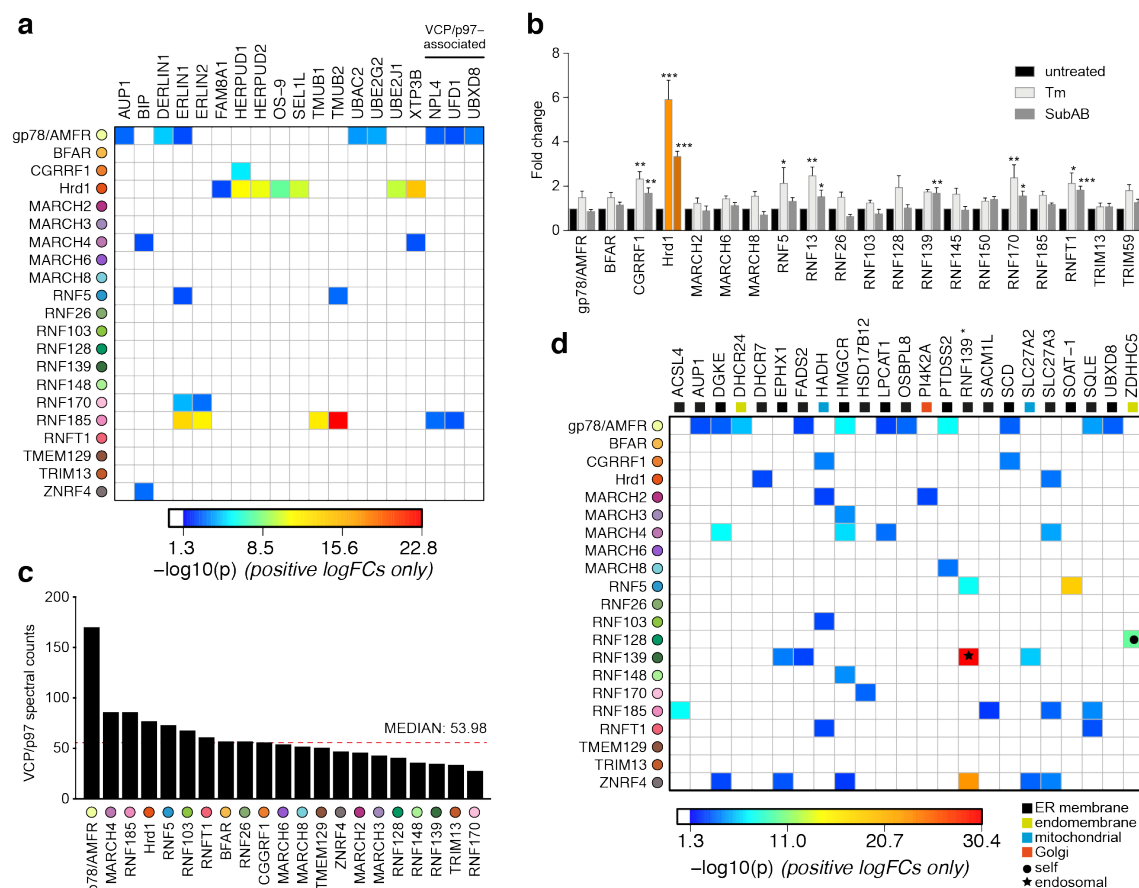 a
VCP/p97–
associated
AUP1
BIP
DERLIN1
ERLIN1
ERLIN2
FAM8A1
HERPUD1
HERPUD2
OS-9
SEL1L
TMUB1
TMUB2
UBAC2
UBE2G2
UBE2J1
XTP3B
NPL4
UFD1
UBXD8
gp78/AMFR
BFAR
CGRRF1
Hrd1
MARCH2
MARCH3
MARCH4
MARCH6
MARCH8
RNF5
RNF26
RNF103
RNF128
RNF139
RNF148
RNF170
RNF185
RNFT1
TMEM129
TRIM13
ZNRF4
1.3 8.5 15.6 22.8
−log10(p) (positive logFCs only)
b
Fold change
8
6
4
2
0
untreated
Tm
SubAB
*** *** ** ** * ** * ** ** * * ***
gp78/AMFR
BFAR
CGRRF1
Hrd1
MARCH2
MARCH6
MARCH8
RNF5
RNF13
RNF26
RNF103
RNF128
RNF139
RNF145
RNF150
RNF170
RNF185
RNFT1
TRIM13
TRIM59
c
VCP/p97 spectral counts
200
150
100
50
0
MEDIAN: 53.98
p78/AMFR
MARCH4
RNF185
Hrd1
RNF5
RNF103
RNFT1
BFAR
RNF26
CGGRF1
MARCH6
MARCH8
TMEM129
ZNRF4
MARCH2
MARCH3
RNF128
RNF148
RNF139
TRIM13
RNF170
d
ACSL4
AUP1
DGKE
DHCR24
DHCR7
EPHX1
FADS2
HADH
HMGCR
HSD17B12
LPCAT1
OSBPL8
PI4K2A
PTDSS2
RNF139 *
SACM1L
SCD
SLC27A2
SLC27A3
SOAT−1
SQLE
UBXD8
ZDHHC5
gp78/AMFR
BFAR
CGRRF1
Hrd1
MARCH2
MARCH3
MARCH4
MARCH6
MARCH8
RNF5
RNF26
RNF103
RNF128
RNF139
RNF148
RNF170
RNF185
RNFT1
TMEM129
TRIM13
ZNRF4
1.3 11.0 20.7 30.4
−log10(p) (positive logFCs only)
ER membrane
endomembrane
mitochondrial
Golgi
self
endosomal